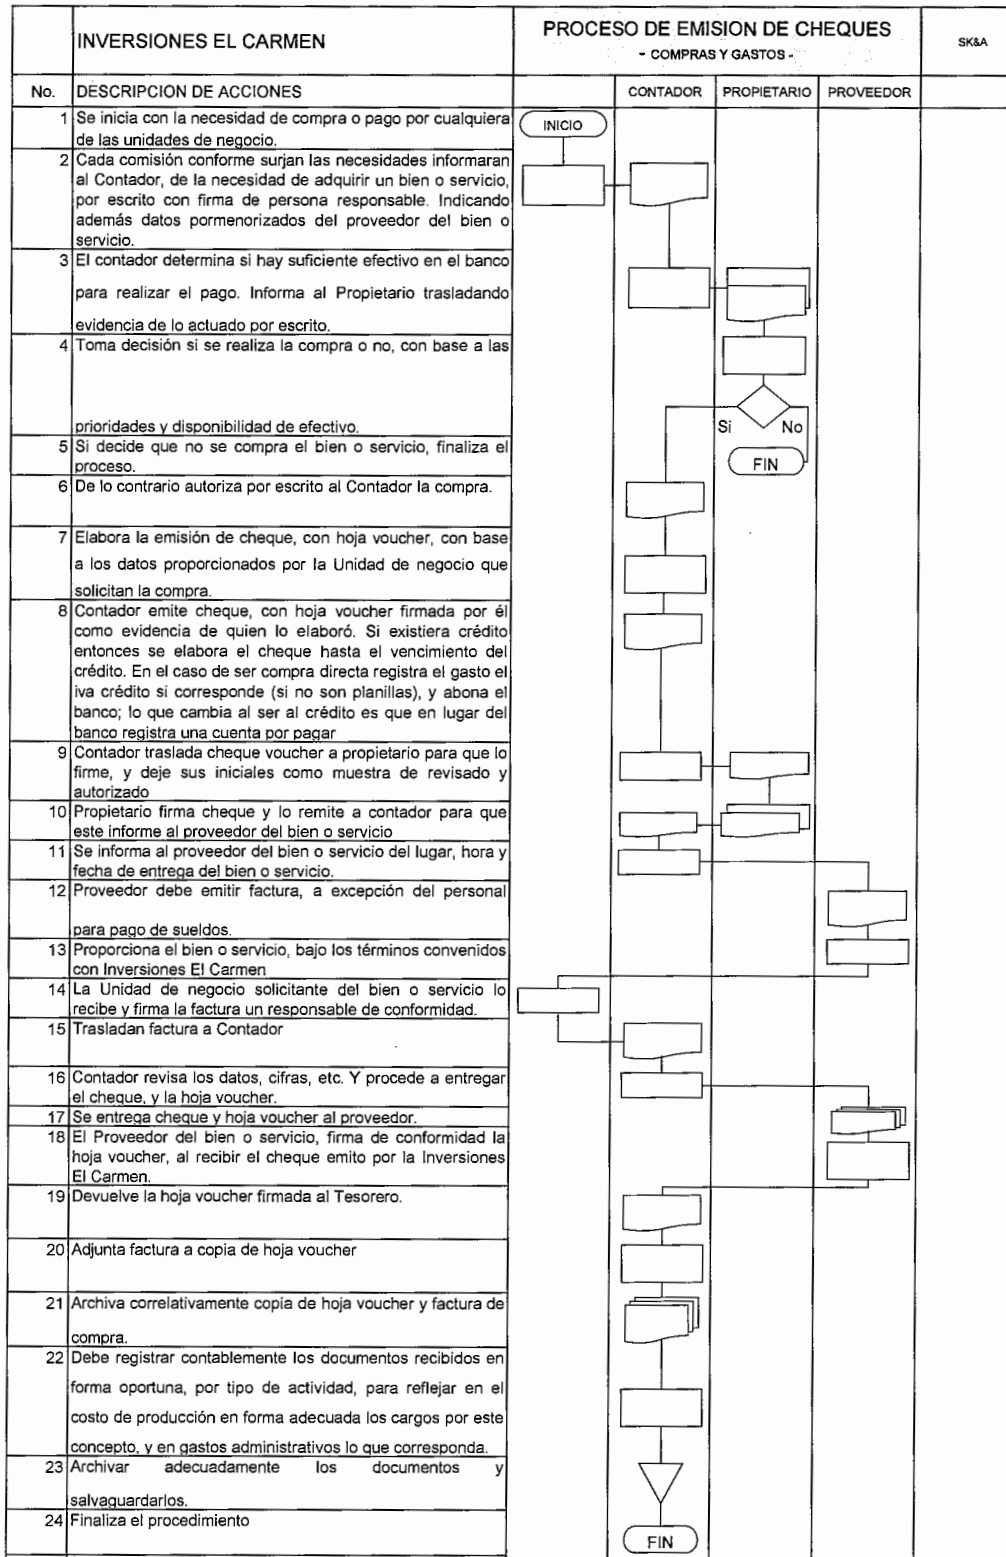 INVERSIONES EL CARMEN
PROCESO DE EMISION DE CHEQUES
- COMPRAS Y GASTOS -
SK&A
No. DESCRIPCION DE ACCIONES
CONTADOR PROPIETARIO PROVEEDOR
1 Se inicia con la necesidad de compra o pago por cualquiera
de las unidades de negocio.
INICIO
2 Cada comisión conforme surjan las necesidades informaran
al Contador, de la necesidad de adquirir un bien o servicio,
por escrito con firma de persona responsable. Indicando
además datos pormenorizados del proveedor del bien o
servicio.
3 El contador determina si hay suficiente efectivo en el banco
para realizar el pago. Informa al Propietario trasladando
evidencia de lo actuado por escrito.
4 Toma decisión si se realiza la compra o no, con base a las
prioridades y disponibilidad de efectivo.
Si No
5 Si decide que no se compra el bien o servicio, finaliza el
proceso.
FIN
6 De lo contrario autoriza por escrito al Contador la compra.
7 Elabora la emisión de cheque, con hoja voucher, con base
a los datos proporcionados por la Unidad de negocio que
solicitan la compra.
8 Contador emite cheque, con hoja voucher firmada por él
como evidencia de quien lo elaboró. Si existiera crédito
entonces se elabora el cheque hasta el vencimiento del
crédito. En el caso de ser compra directa registra el gasto el
iva crédito si corresponde (si no son planillas), y abona el
banco; lo que cambia al ser al crédito es que en lugar del
banco registra una cuenta por pagar
9 Contador traslada cheque voucher a propietario para que lo
firme, y deje sus iniciales como muestra de revisado y
autorizado
10 Propietario firma cheque y lo remite a contador para que
este informe al proveedor del bien o servicio
11 Se informa al proveedor del bien o servicio del lugar, hora y
fecha de entrega del bien o servicio.
12 Proveedor debe emitir factura, a excepción del personal
para pago de sueldos.
13 Proporciona el bien o servicio, bajo los términos convenidos
con Inversiones El Carmen
14 La Unidad de negocio solicitante del bien o servicio lo
recibe y firma la factura un responsable de conformidad.
15 Trasladan factura a Contador
16 Contador revisa los datos, cifras, etc. Y procede a entregar
el cheque, y la hoja voucher.
17 Se entrega cheque y hoja voucher al proveedor.
18 El Proveedor del bien o servicio, firma de conformidad la
hoja voucher, al recibir el cheque emito por la Inversiones
El Carmen.
19 Devuelve la hoja voucher firmada al Tesorero.
20 Adjunta factura a copia de hoja voucher
21 Archiva correlativamente copia de hoja voucher y factura de
compra.
22 Debe registrar contablemente los documentos recibidos en
forma oportuna, por tipo de actividad, para reflejar en el
costo de producción en forma adecuada los cargos por este
concepto, y en gastos administrativos lo que corresponda.
23 Archivar adecuadamente los documentos y
salvaguardarlos.
24 Finaliza el procedimiento
FIN